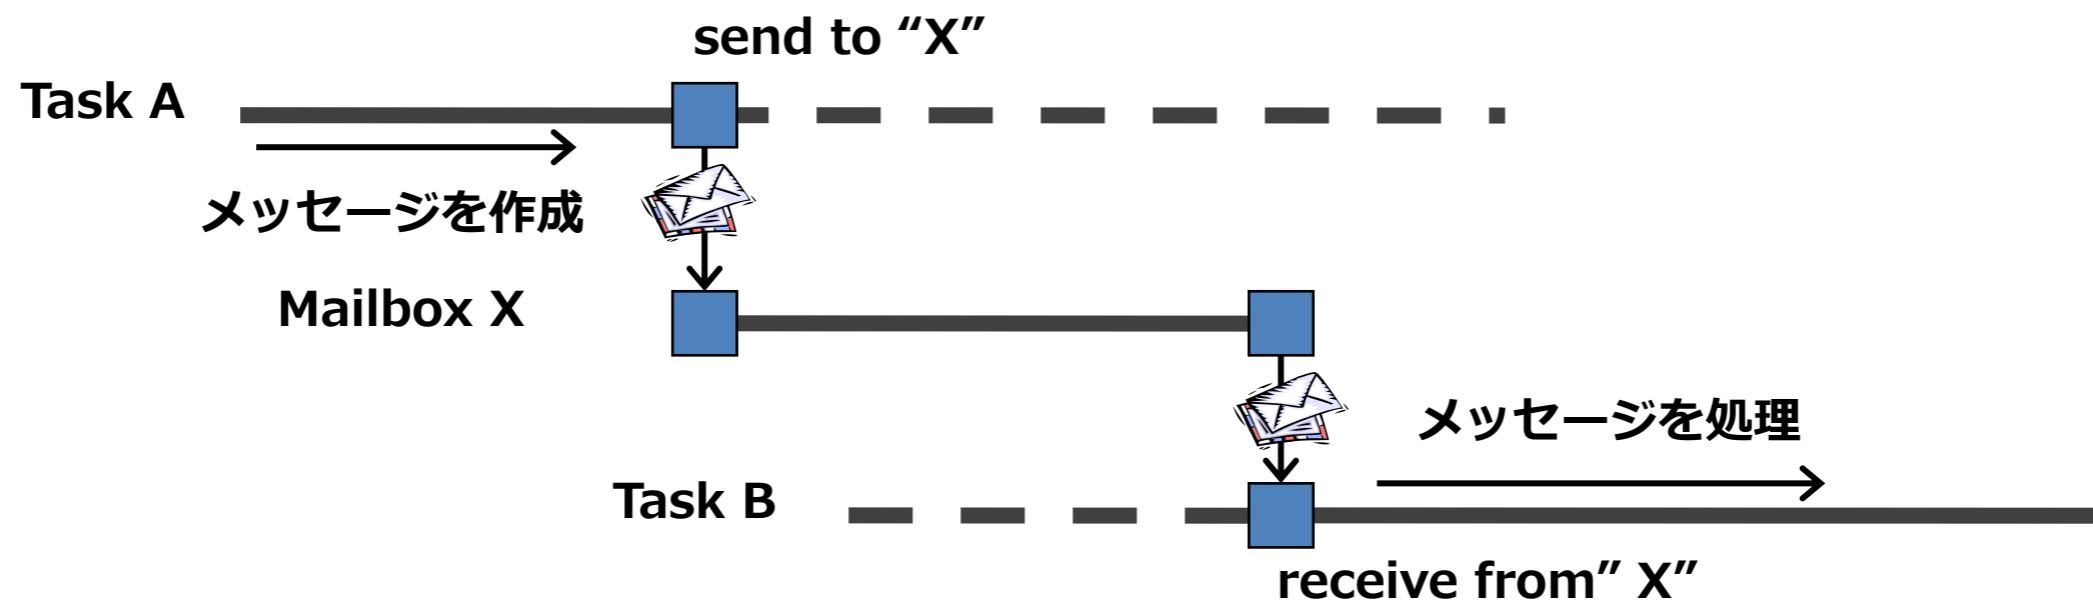 send to “X”
Task A
メッセージを作成
Mailbox X
メッセージを処理
Task B
receive from” X”